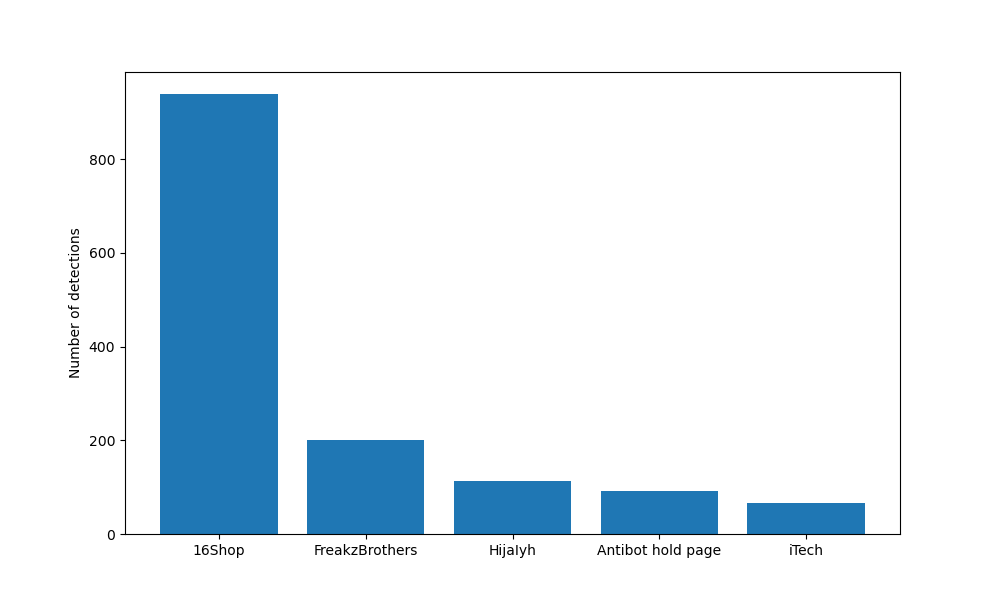 800
600
400
200
0
Number of detections
16Shop
FreakzBrothers
HijaIyh
Antibot hold page
iTech